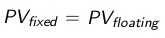 PV_fixed = PV_floating